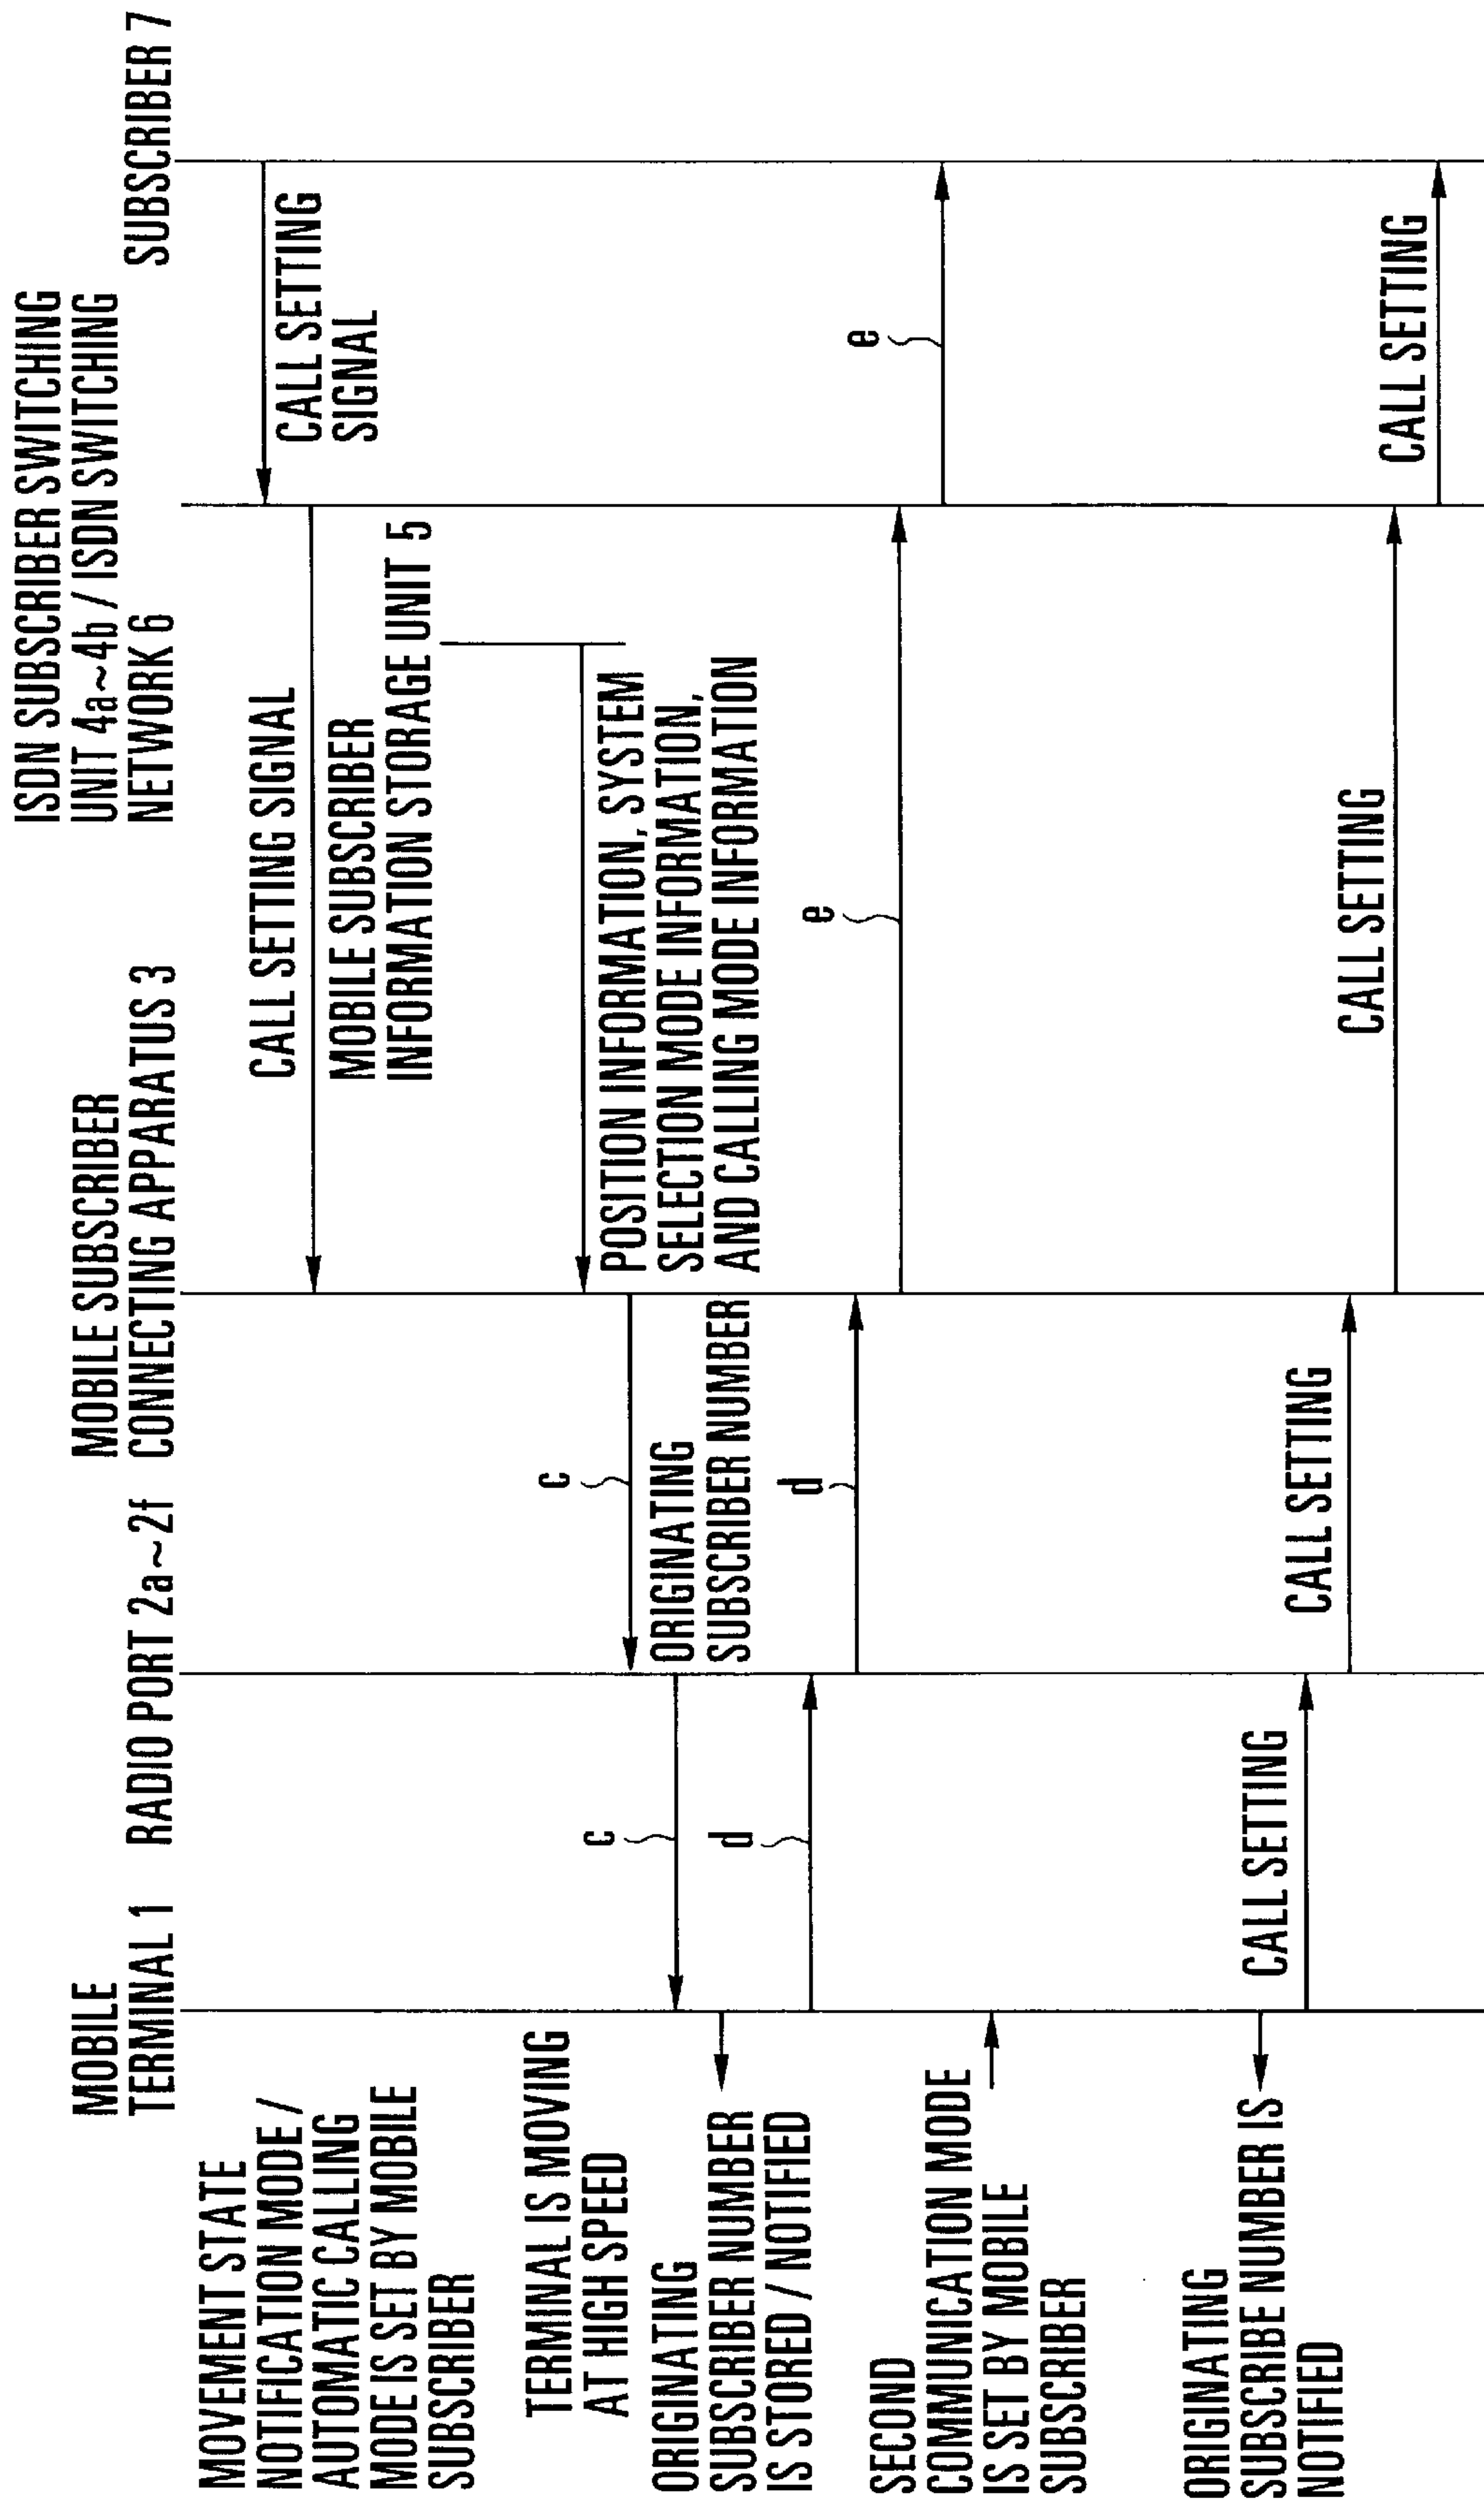 MOBILE
TERMINAL 1
RADIO PORT 2a~2f
MOBILE SUBSCRIBER
CONNECTING APPARATUS 3
ISDN SUBSCRIBER SWITCHING
UNIT 4a~4b / ISDN SWITCHING
NETWORK 6
SUBSCRIBER 7
MOVEMENT STATE
NOTIFICATION MODE /
AUTOMATIC CALLING
MODE IS SET BY MOBILE
SUBSCRIBER
CALL SETTING
SIGNAL
CALL SETTING SIGNAL
MOBILE SUBSCRIBER
INFORMATION STORAGE UNIT 5
POSITION INFORMATION, SYSTEM
SELECTION MODE INFORMATION,
AND CALLING MODE INFORMATION
TERMINAL IS MOVING
AT HIGH SPEED
c
ORIGINATING
SUBSCRIBER NUMBER
c
ORIGINATING
SUBSCRIBER NUMBER
IS STORED / NOTIFIED
d
d
e
e
SECOND
COMMUNICATION MODE
IS SET BY MOBILE
SUBSCRIBER
ORIGINATING
SUBSCRIBE NUMBER IS
NOTIFIED
CALL SETTING
CALL SETTING
CALL SETTING
CALL SETTING